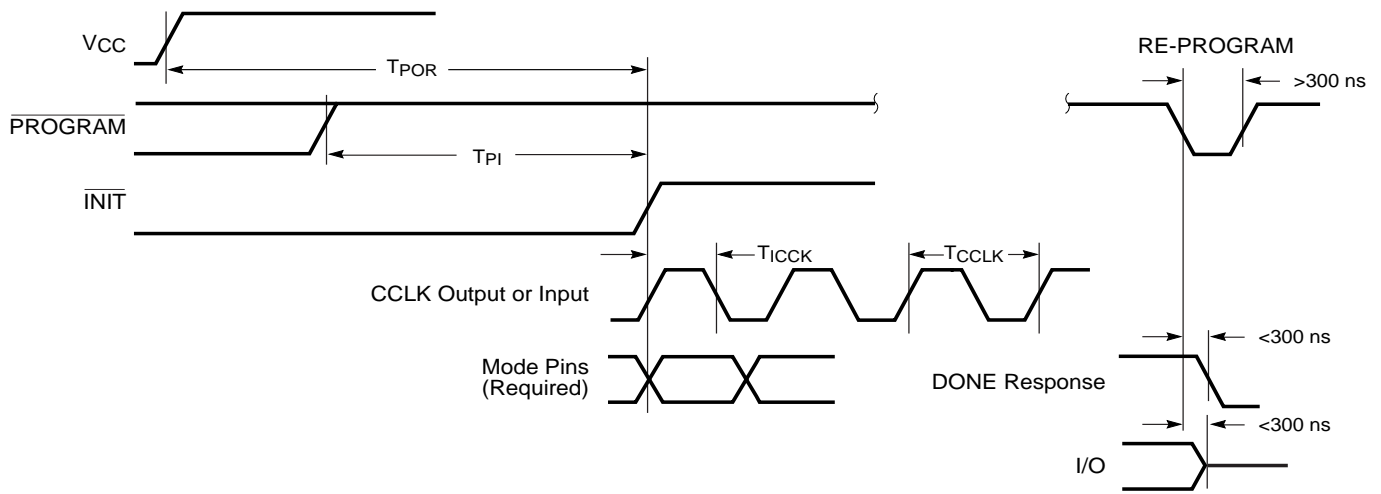 VCC
RE-PROGRAM
TPOR
>300 ns
PROGRAM
TPI
INIT
TICCK
TCCLK
CCLK Output or Input
<300 ns
Mode Pins
(Required)
DONE Response
<300 ns
I/O